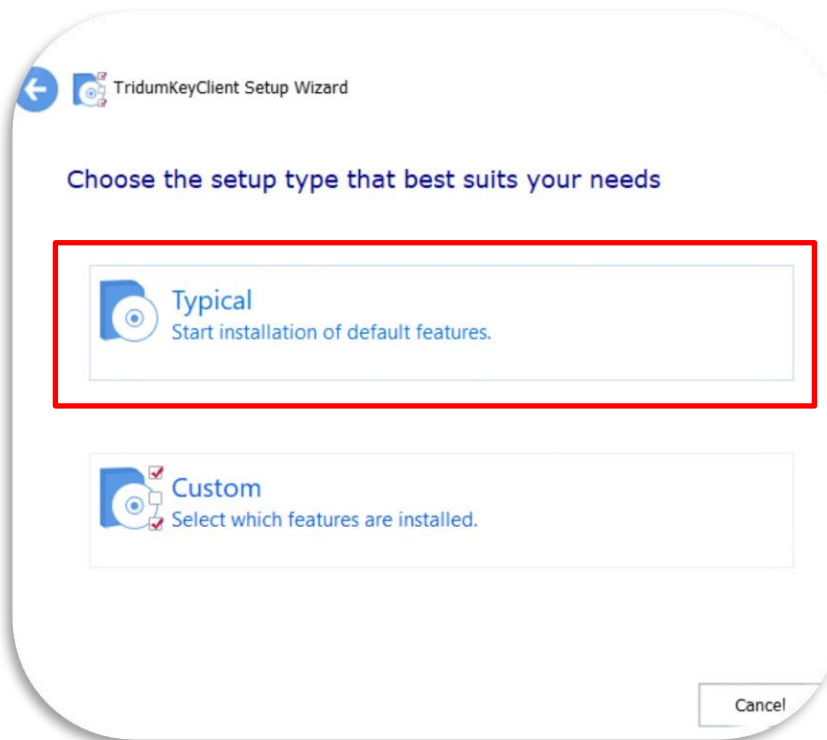 TridumKeyClient Setup Wizard
Choose the setup type that best suits your needs
Typical
Start installation of default features.
Custom
Select which features are installed.
Cancel